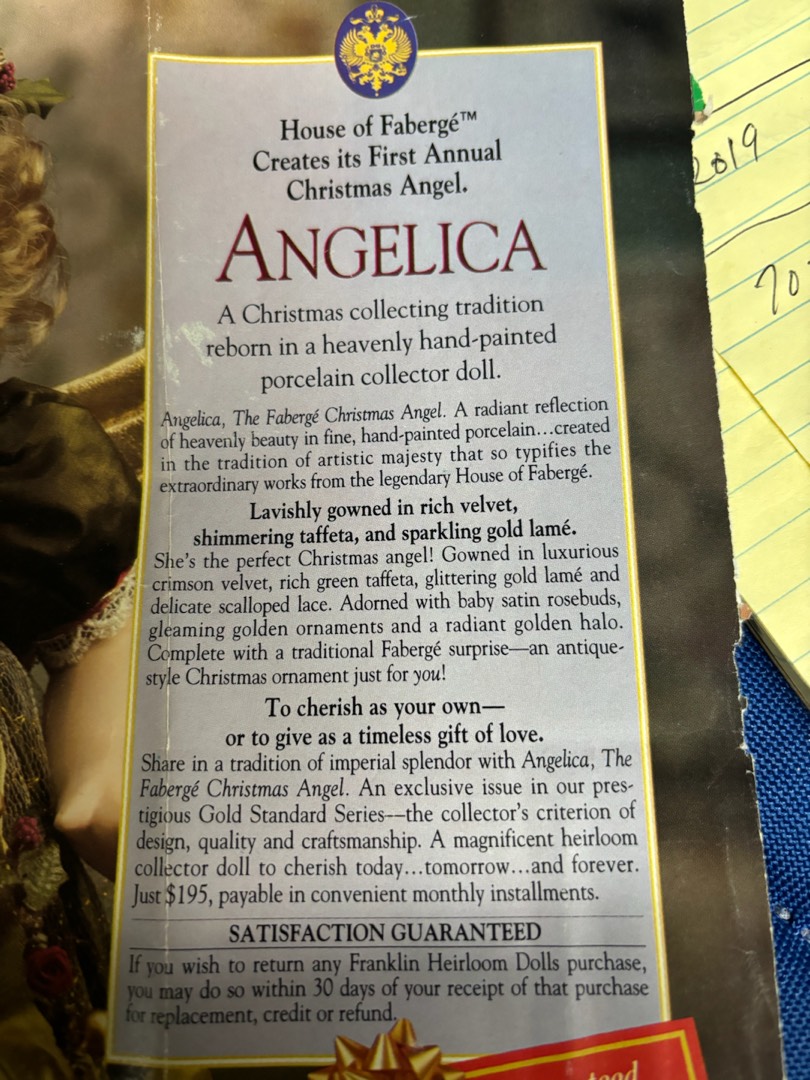 House of Fabergé™
Creates its First Annual
Christmas Angel.
ANGELICA
A Christmas collecting tradition
reborn in a heavenly hand-painted
porcelain collector doll.
Angelica, The Fabergé Christmas Angel. A radiant reflection
of heavenly beauty in fine, hand-painted porcelain...created
in the tradition of artistic majesty that so typifies the
extraordinary works from the legendary House of Fabergé.
Lavishly gowned in rich velvet,
shimmering taffeta, and sparkling gold lamé.
She's the perfect Christmas angel! Gowned in luxurious
crimson velvet, rich green taffeta, glittering gold lamé and
delicate scalloped lace. Adorned with baby satin rosebuds,
gleaming golden ornaments and a radiant golden halo.
Complete with a traditional Fabergé surprise—an antique-
style Christmas ornament just for you!
To cherish as your own—
or to give as a timeless gift of love.
Share in a tradition of imperial splendor with Angelica, The
Fabergé Christmas Angel. An exclusive issue in our pres-
tigious Gold Standard Series—the collector's criterion of
design, quality and craftsmanship. A magnificent heirloom
collector doll to cherish today...tomorrow...and forever.
Just $195, payable in convenient monthly installments.
SATISFACTION GUARANTEED
If you wish to return any Franklin Heirloom Dolls purchase,
you may do so within 30 days of your receipt of that purchase
for replacement, credit or refund.
2019